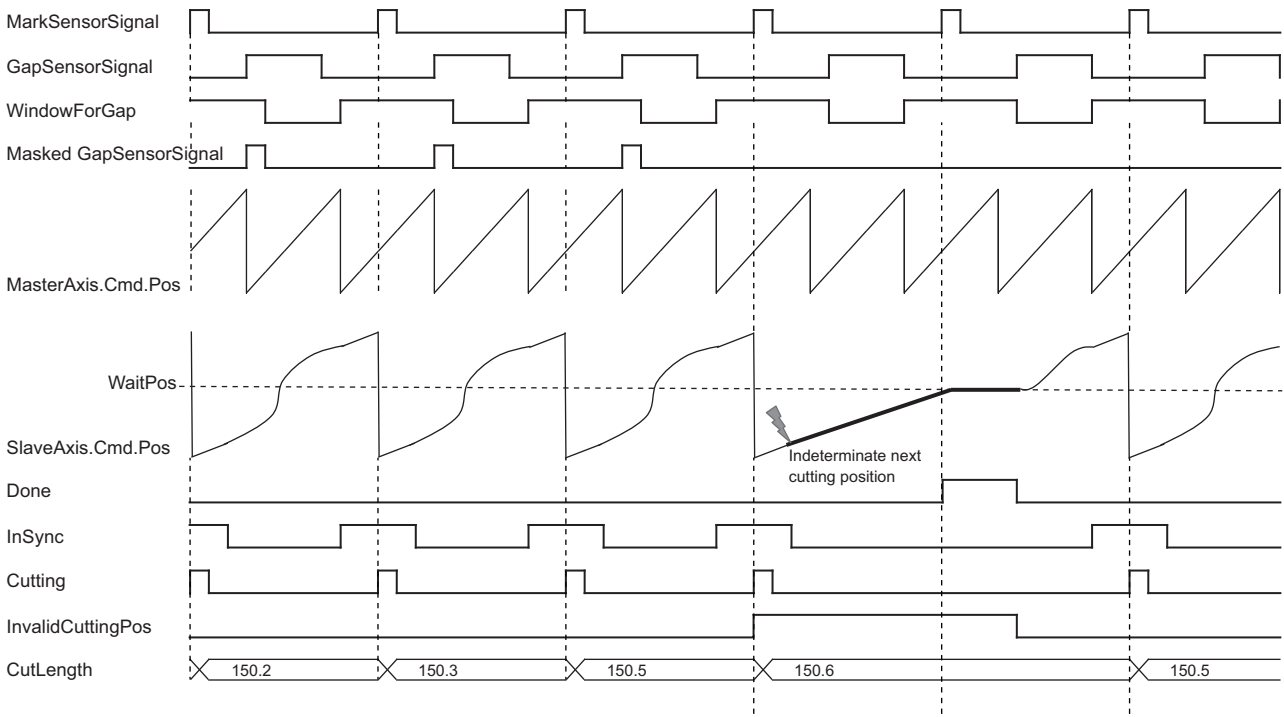 MarkSensorSignal
GapSensorSignal
WindowForGap
Masked GapSensorSignal
MasterAxis.Cmd.Pos
WaitPos
SlaveAxis.Cmd.Pos
Indeterminate next
cutting position
Done
InSync
Cutting
InvalidCuttingPos
CutLength 150.2 150.3 150.5 150.6 150.5